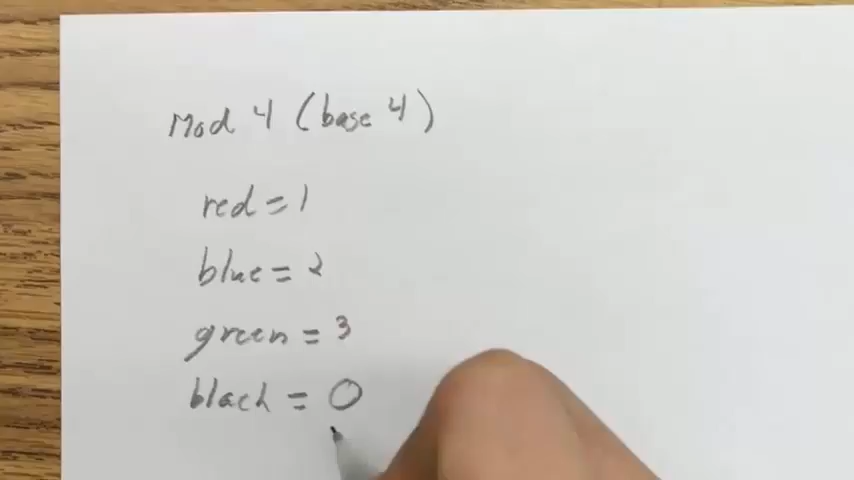 Mod 4 (base 4)
red = 1
blue = 2
green = 3
black = 0